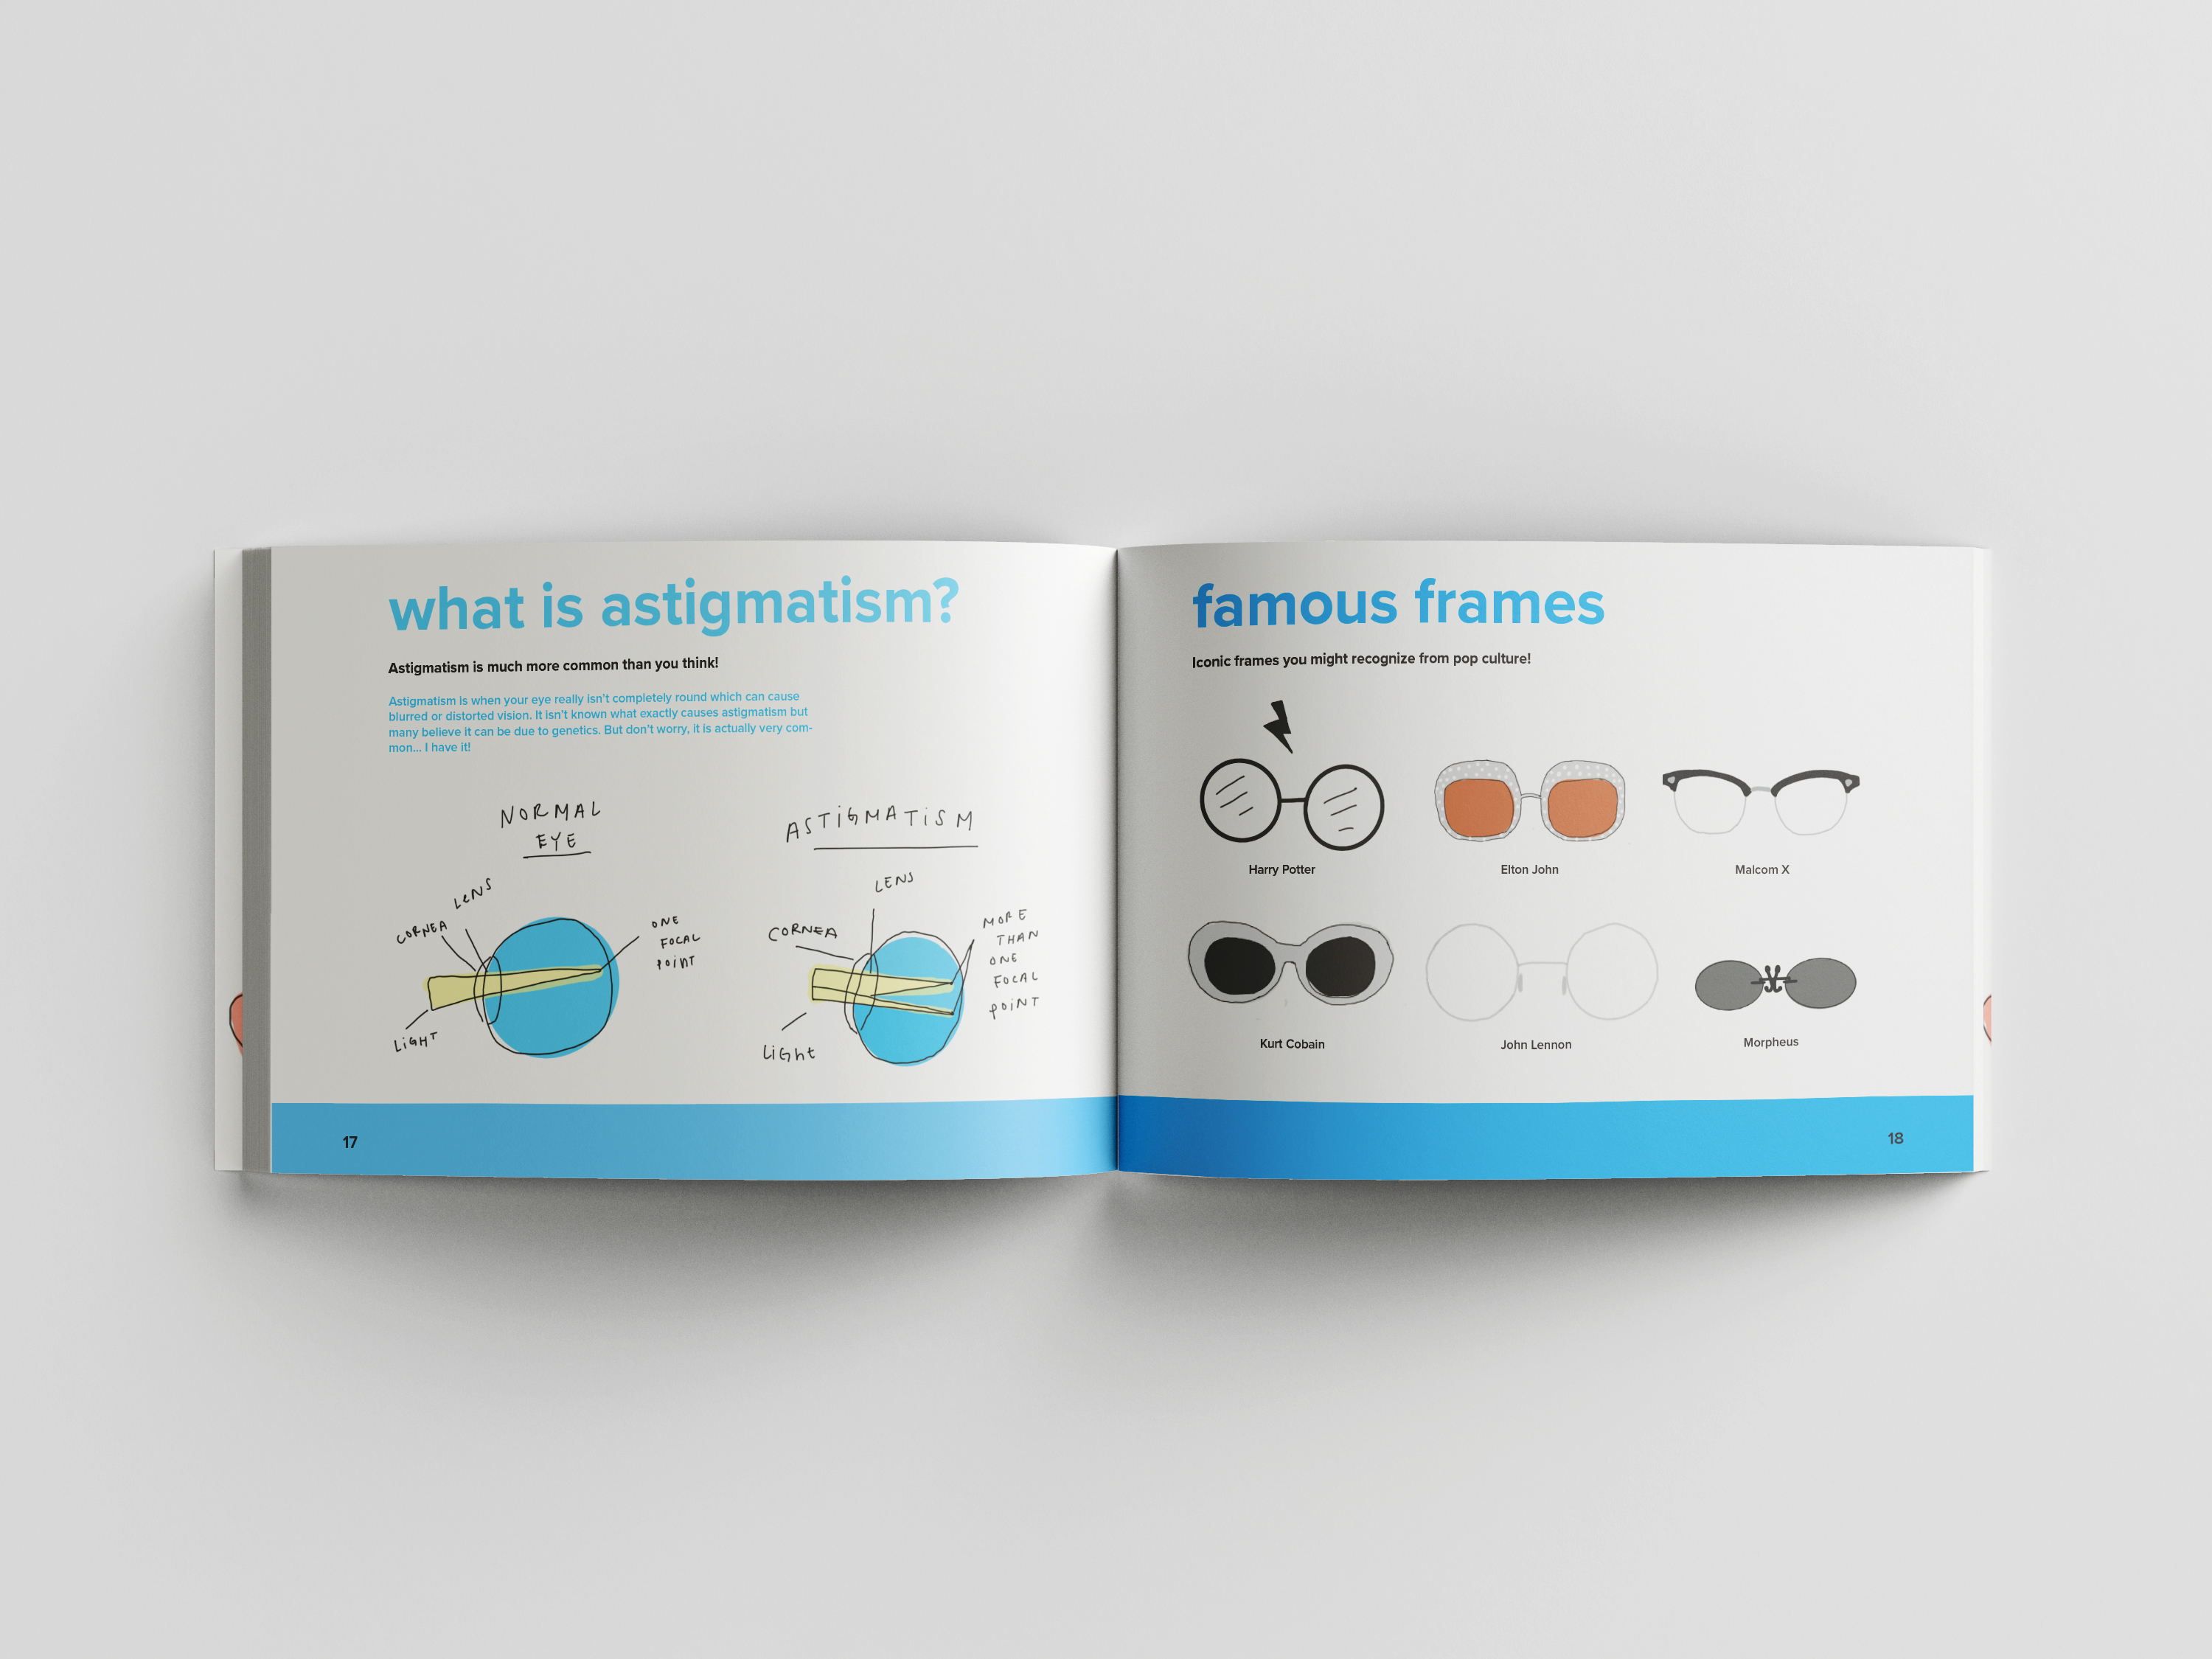 what is astigmatism?
Astigmatism is much more common than you think!
Astigmatism is when your eye really isn't completely round which can cause
blurred or distorted vision. It isn't known what exactly causes astigmatism but
many believe it can be due to genetics. But don't worry, it is actually very com-
mon... I have it!
NORMAL
EYE
LeNS
CORNEA
ONE
FOCAL
POiNT
LiGHT
ASTiGMATiSM
LENS
CORNEA
MORE
THAN
ONE
FOCAL
POiNT
LiGht
17
famous frames
Iconic frames you might recognize from pop culture!
Harry Potter
Elton John
Malcom X
Kurt Cobain
John Lennon
Morpheus
18